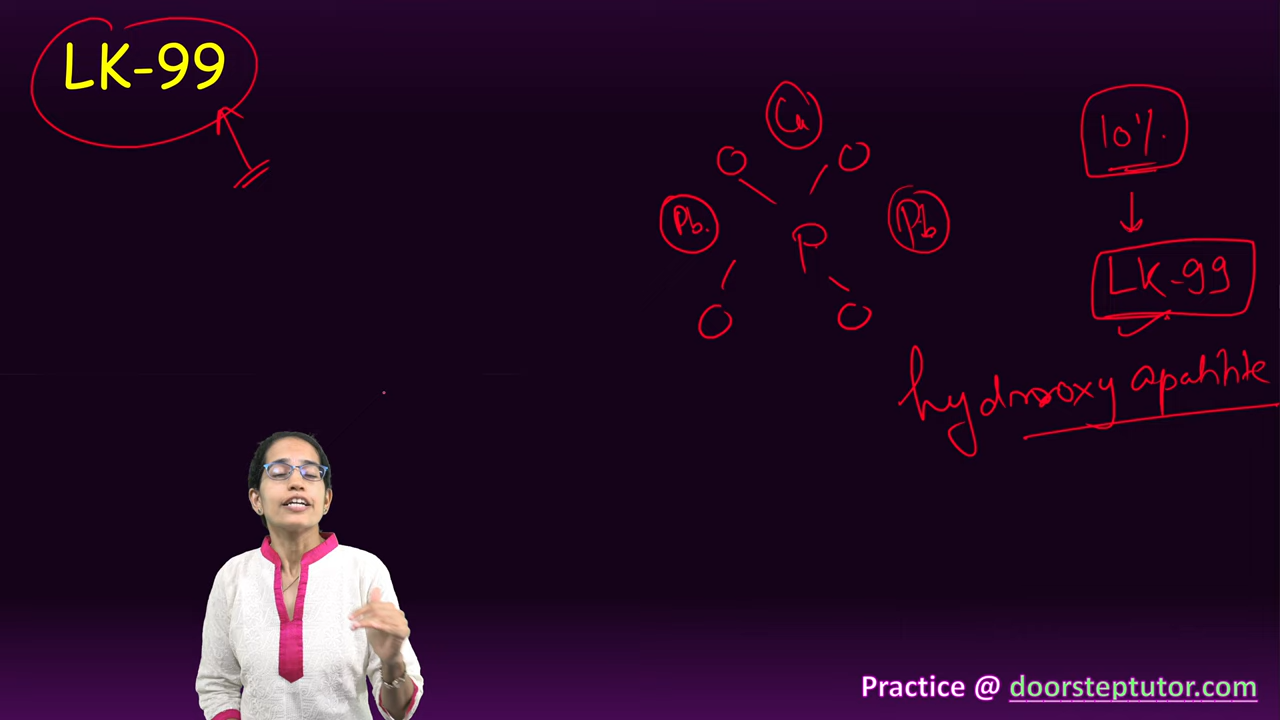 LK-99
Cu
10%.
O O
Pb. Pb
P
LK-99
O O
hydroxy apatite
Practice @ doorsteptutor.com